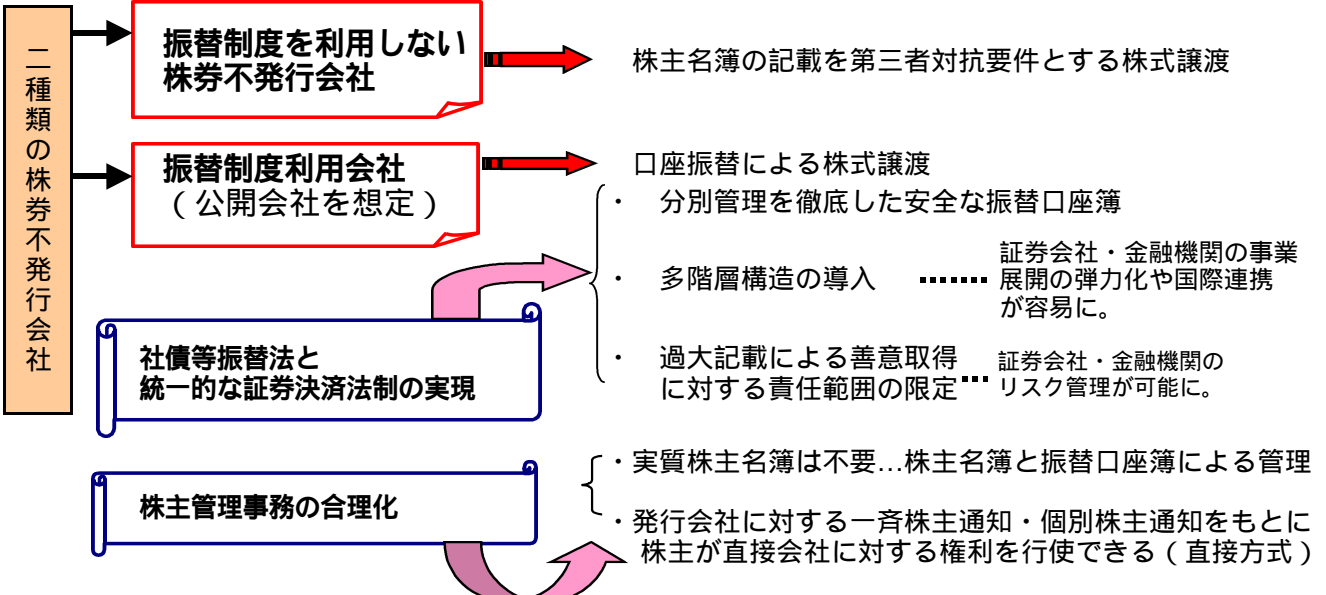 二種類の株券不発行会社
振替制度を利用しない
株券不発行会社
株主名簿の記載を第三者対抗要件とする株式譲渡
振替制度利用会社
（公開会社を想定）
口座振替による株式譲渡
・ 分別管理を徹底した安全な振替口座簿
・ 多階層構造の導入
証券会社・金融機関の事業
展開の弾力化や国際連携
が容易に。
社債等振替法と
統一的な証券決済法制の実現
・ 過大記載による善意取得
に対する責任範囲の限定
証券会社・金融機関の
リスク管理が可能に。
株主管理事務の合理化
・実質株主名簿は不要…株主名簿と振替口座簿による管理
・発行会社に対する一斉株主通知・個別株主通知をもとに
株主が直接会社に対する権利を行使できる（直接方式）